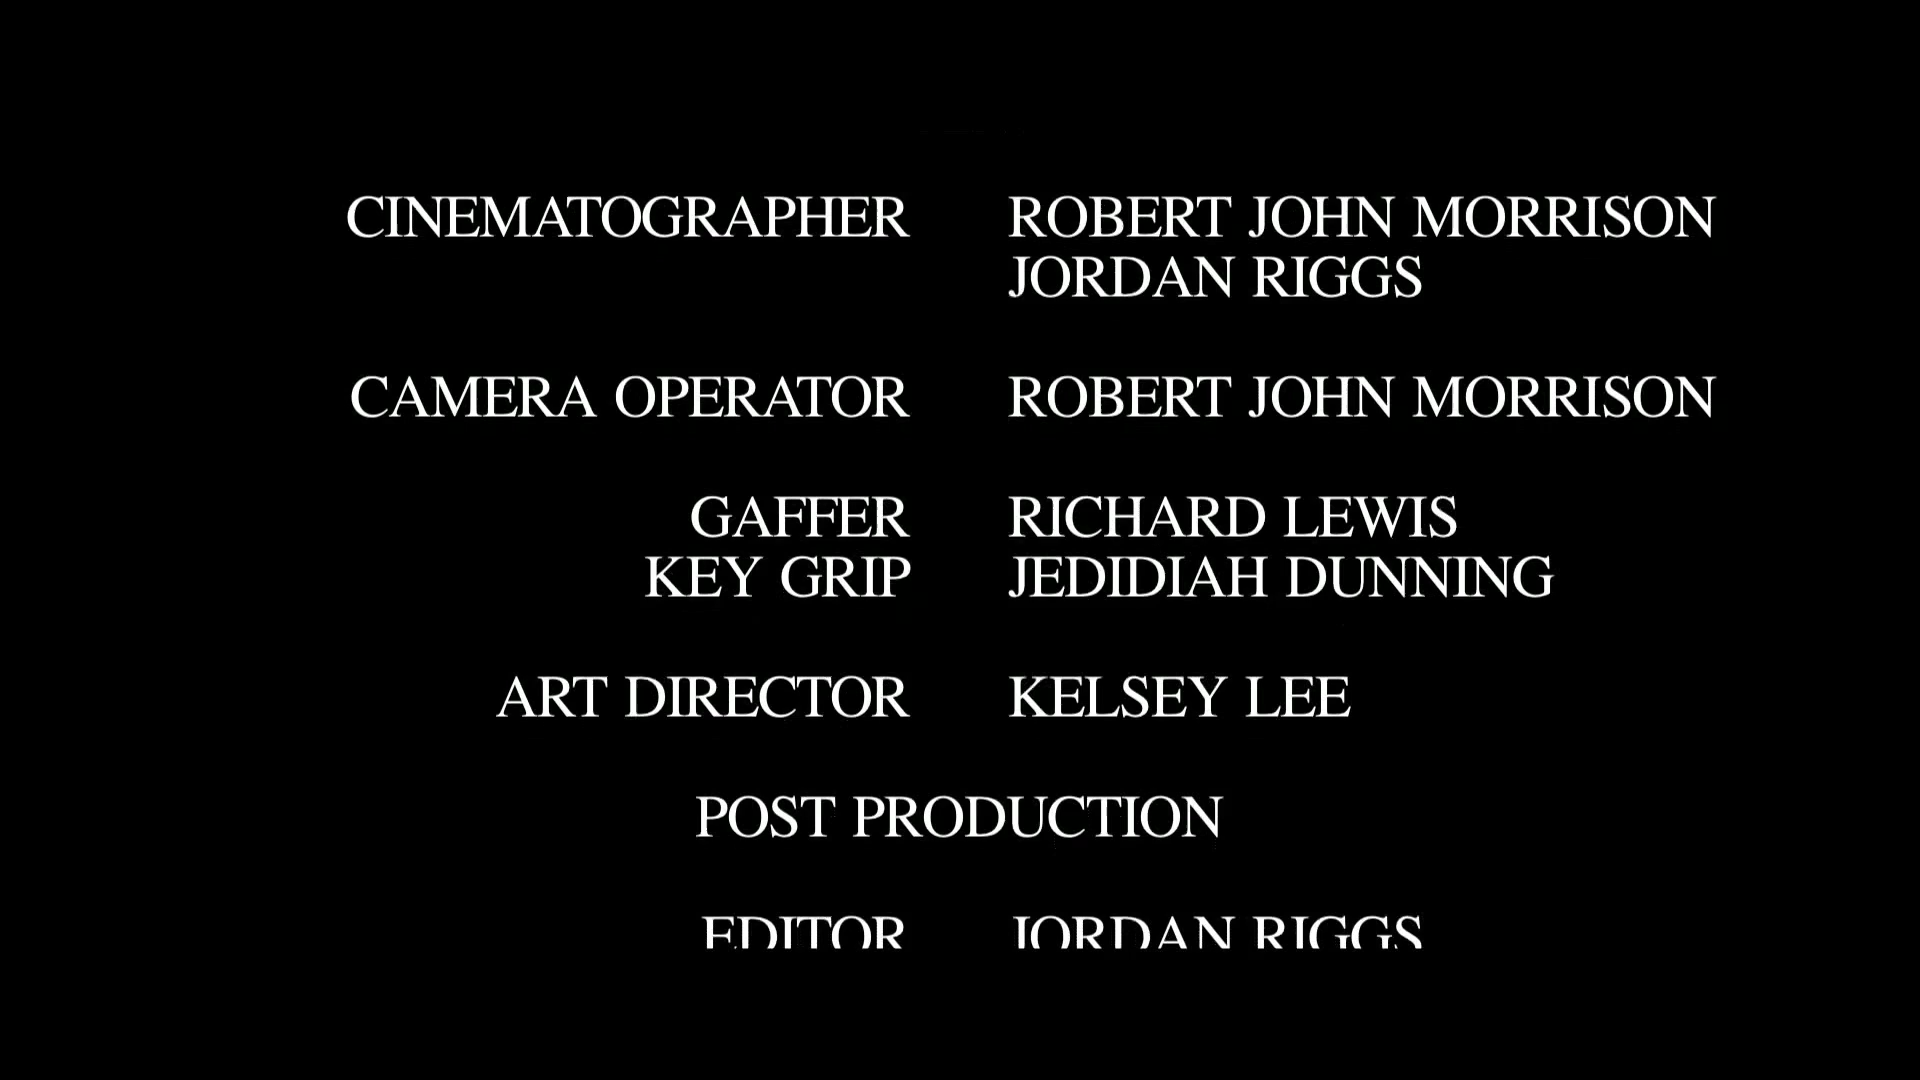 CINEMATOGRAPHER ROBERT JOHN MORRISON
JORDAN RIGGS
CAMERA OPERATOR ROBERT JOHN MORRISON
GAFFER RICHARD LEWIS
KEY GRIP JEDIDIAH DUNNING
ART DIRECTOR KELSEY LEE
POST PRODUCTION
EDITOR JORDAN RIGGS